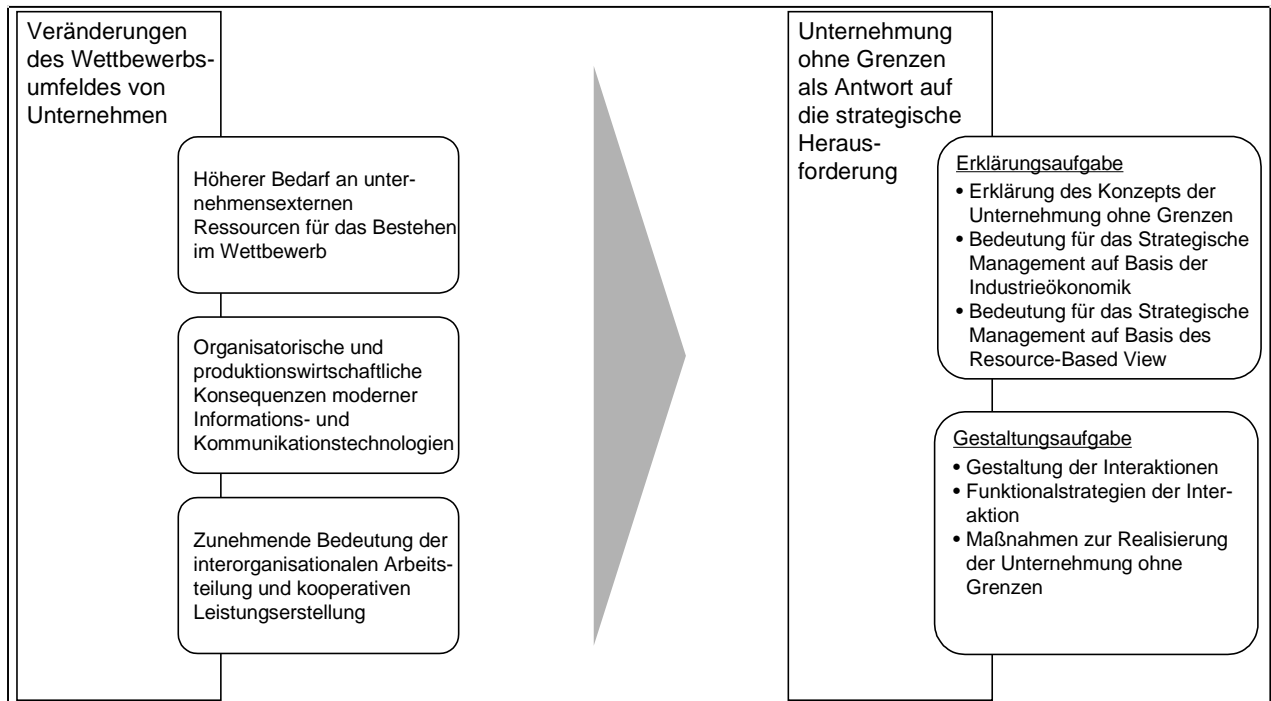 Veränderungen
des Wettbewerbs-
umfeldes von
Unternehmen
Höherer Bedarf an unter-
nehmensexternen
Ressourcen für das Bestehen
im Wettbewerb
Organisatorische und
produktionswirtschaftliche
Konsequenzen moderner
Informations- und
Kommunikationstechnologien
Zunehmende Bedeutung der
interorganisationalen Arbeits-
teilung und kooperativen
Leistungserstellung
Unternehmung
ohne Grenzen
als Antwort auf
die strategische
Heraus-
forderung
Erklärungsaufgabe
• Erklärung des Konzepts der
Unternehmung ohne Grenzen
• Bedeutung für das Strategische
Management auf Basis der
Industrieökonomik
• Bedeutung für das Strategische
Management auf Basis des
Resource-Based View
Gestaltungsaufgabe
• Gestaltung der Interaktionen
• Funktionalstrategien der Inter-
aktion
• Maßnahmen zur Realisierung
der Unternehmung ohne
Grenzen